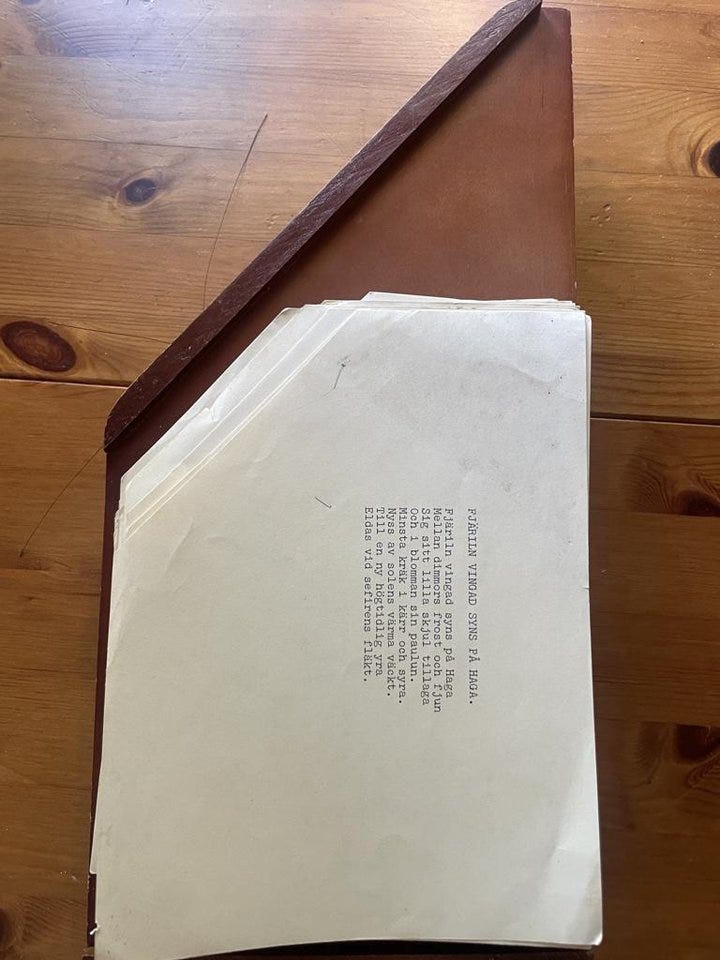 FJÄRILN VINGAD SYNS PÅ HAGA.
Fjäriln vingad syns på Haga
Mellan dimmors frost och fjun
Sig sitt lilla skjul tillaga
Och i blomman sin paulun.
Minsta kräk i kärr och syra.
Nyss av solens värma väckt.
Till en ny högtidlig yra
Eldas vid sefirens fläkt.